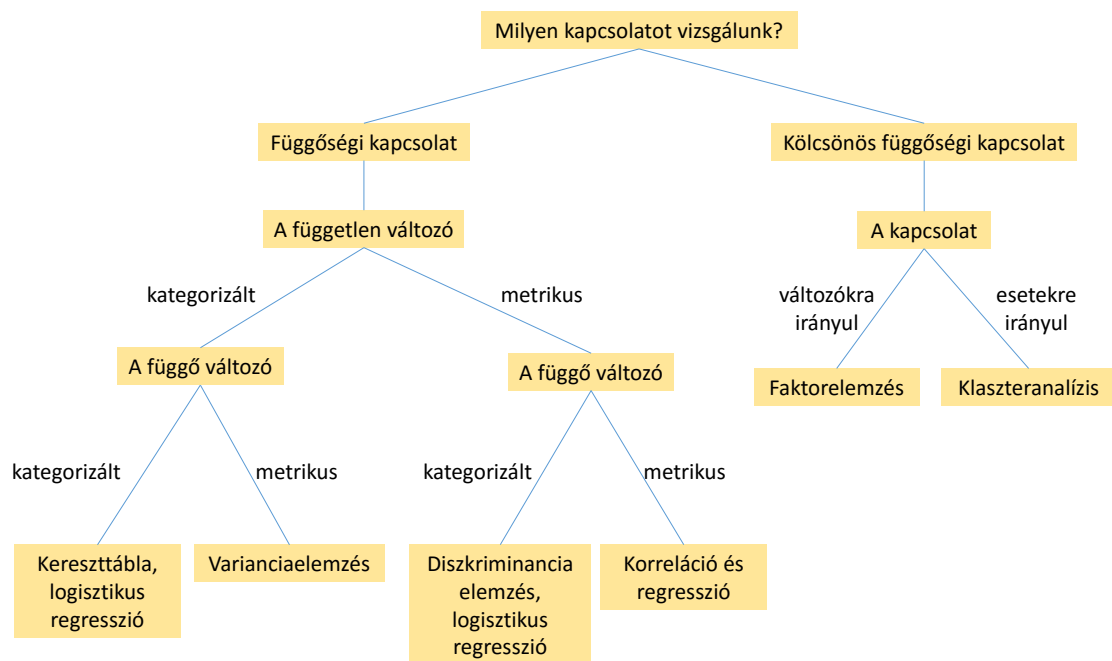 Milyen kapcsolatot vizsgálunk?
Függőségi kapcsolat
Kölcsönös függőségi kapcsolat
A független változó
A kapcsolat
kategorizált
metrikus
változókra
irányul
esetekre
irányul
A függő változó
A függő változó
Faktorelemzés
Klaszteranalízis
kategorizált
metrikus
kategorizált
metrikus
Kereszttábla,
logisztikus
regresszió
Varianciaelemzés
Diszkriminancia
elemzés,
logisztikus
regresszió
Korreláció és
regresszió